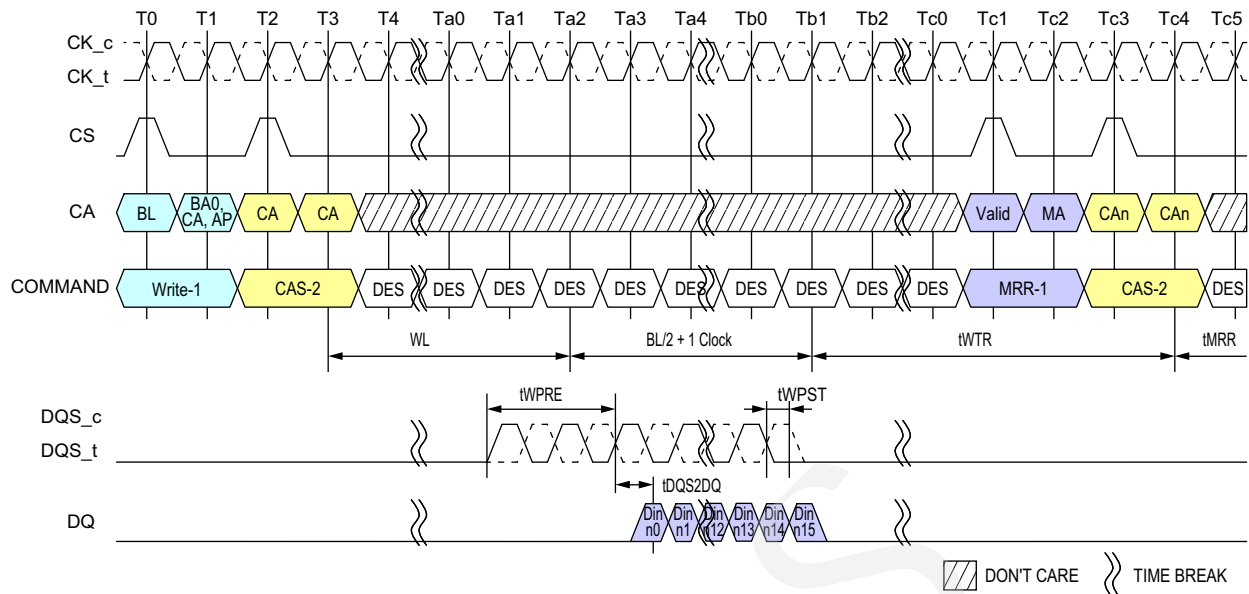 T0 T1 T2 T3 T4 Ta0 Ta1 Ta2 Ta3 Ta4 Tb0 Tb1 Tb2 Tc0 Tc1 Tc2 Tc3 Tc4 Tc5
CK_c
CK_t
CS
CA BL BA0, CA, AP CA CA Valid MA CAn CAn
COMMAND Write-1 CAS-2 DES DES DES DES DES DES DES DES DES DES MRR-1 CAS-2 DES
WL BL/2 + 1 Clock tWTR tMRR
tWPRE tWPST
DQS_c
DQS_t
tDQS2DQ
DQ Din n0 Din n1 Din n12 Din n13 Din n14 Din n15
DON'T CARE TIME BREAK